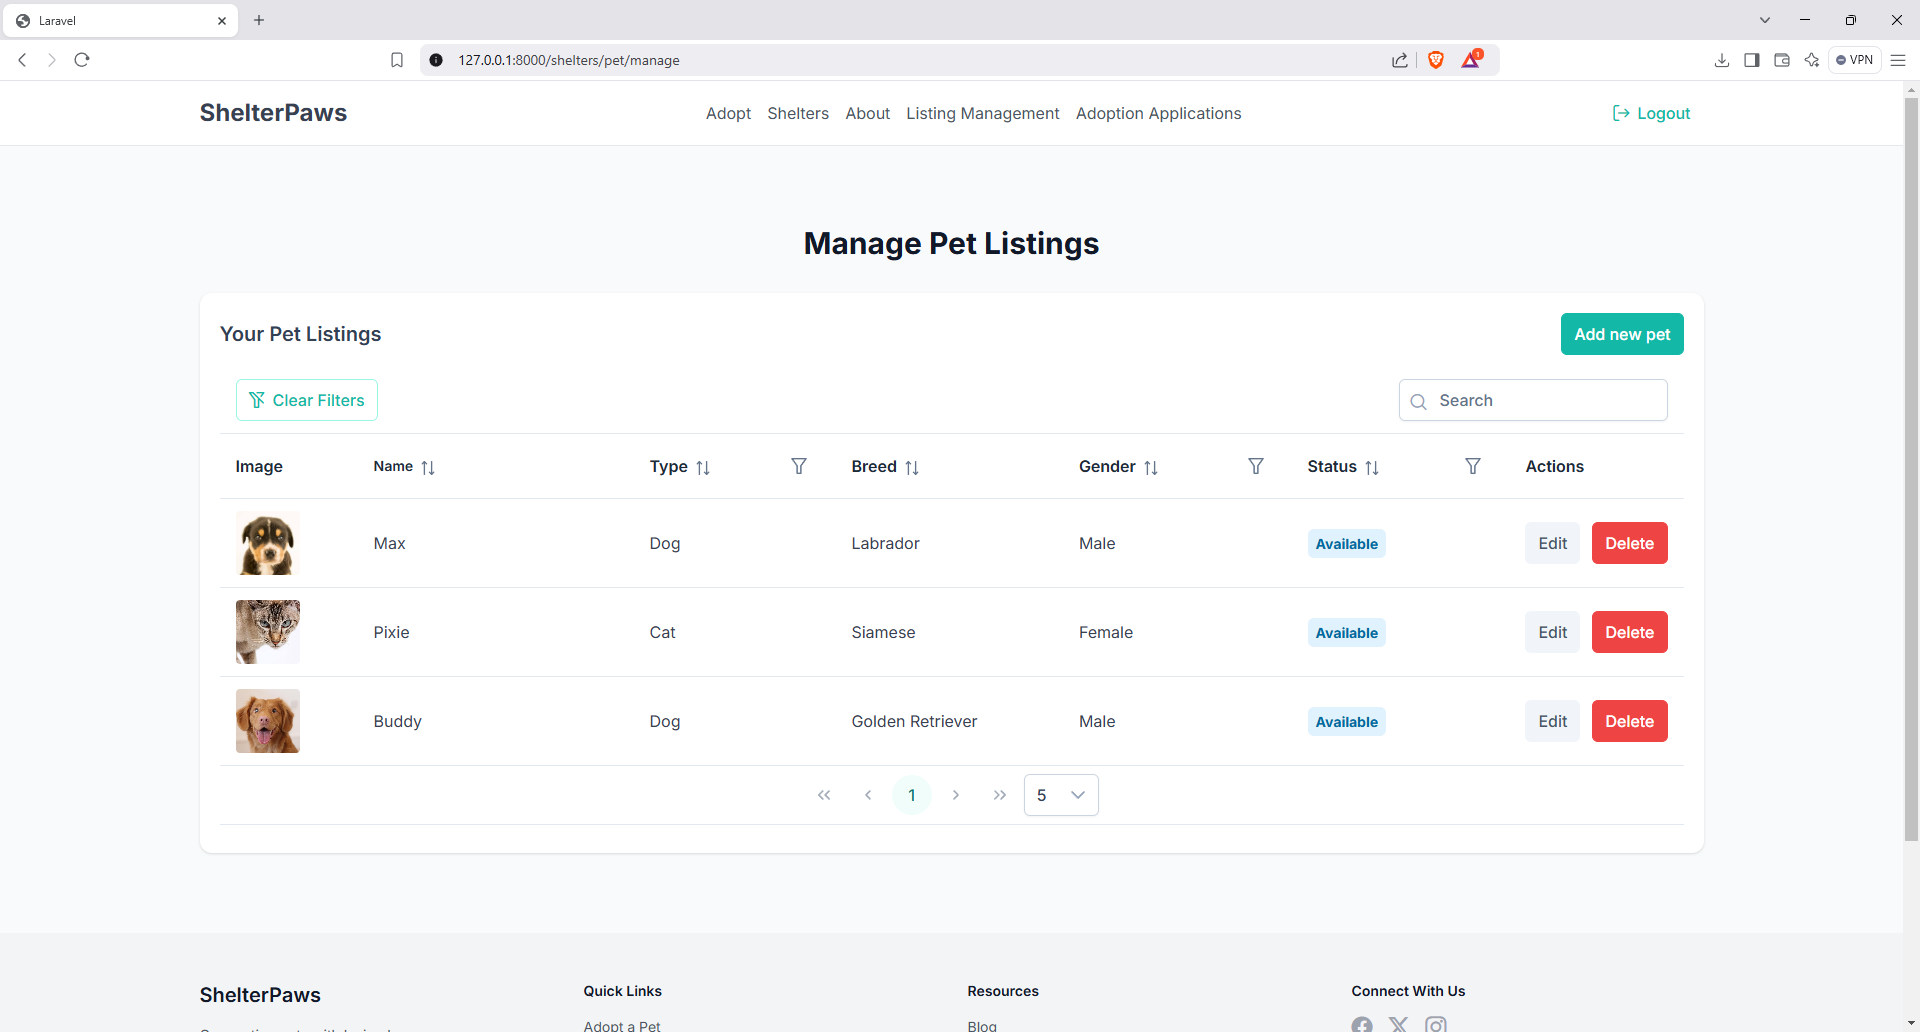 Laravel
127.0.0.1:8000/shelters/pet/manage
1
VPN
ShelterPaws
Adopt Shelters About Listing Management Adoption Applications
Logout
Manage Pet Listings
Your Pet Listings
Add new pet
Clear Filters
Search
Image Name Type Breed Gender Status Actions
Max Dog Labrador Male Available Edit Delete
Pixie Cat Siamese Female Available Edit Delete
Buddy Dog Golden Retriever Male Available Edit Delete
1 5
ShelterPaws Quick Links Resources Connect With Us
Adopt a Pet Blog